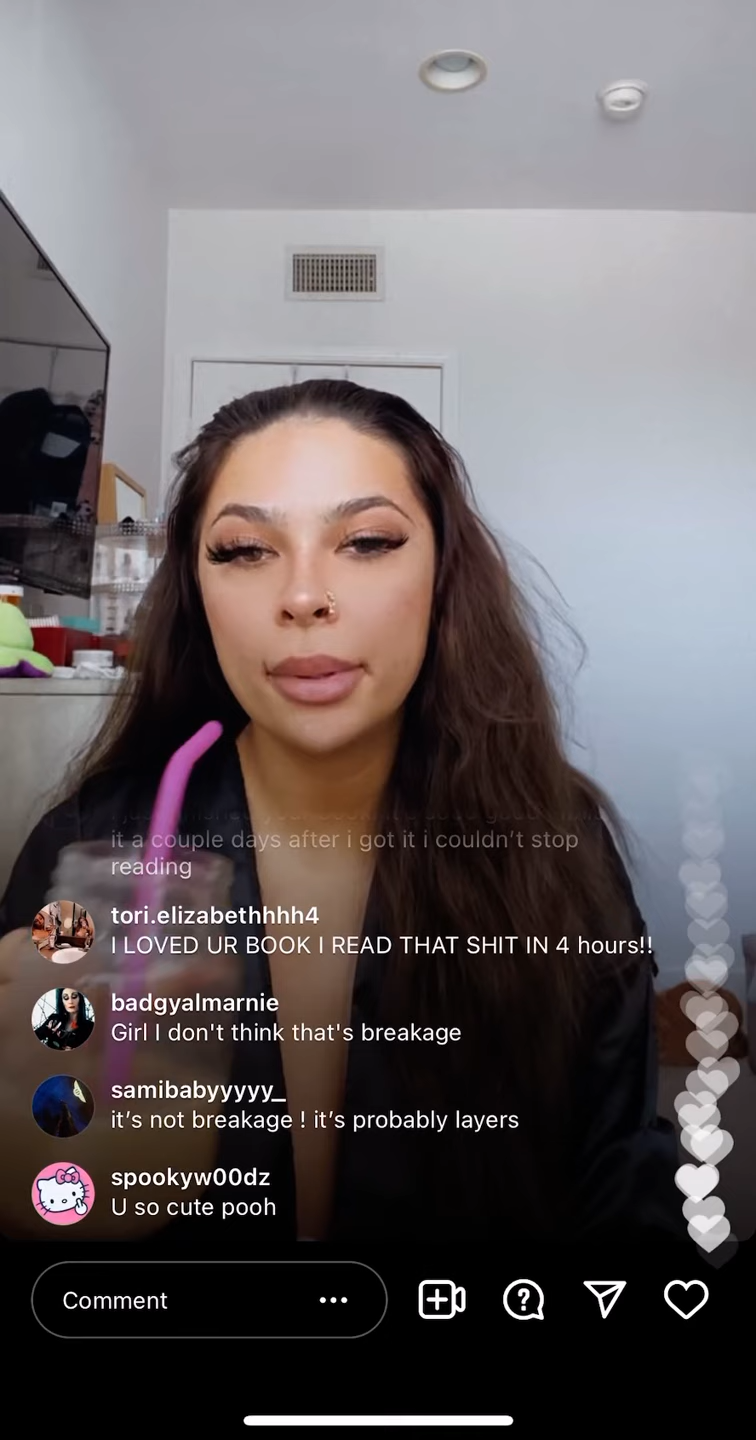 it a couple days after i got it i couldn’t stop
reading
tori.elizabethhhh4
I LOVED UR BOOK I READ THAT SHIT IN 4 hours!!
badgyalmarnie
Girl I don't think that's breakage
samibabyyyyy_
it’s not breakage ! it’s probably layers
spookyw00dz
U so cute pooh
Comment